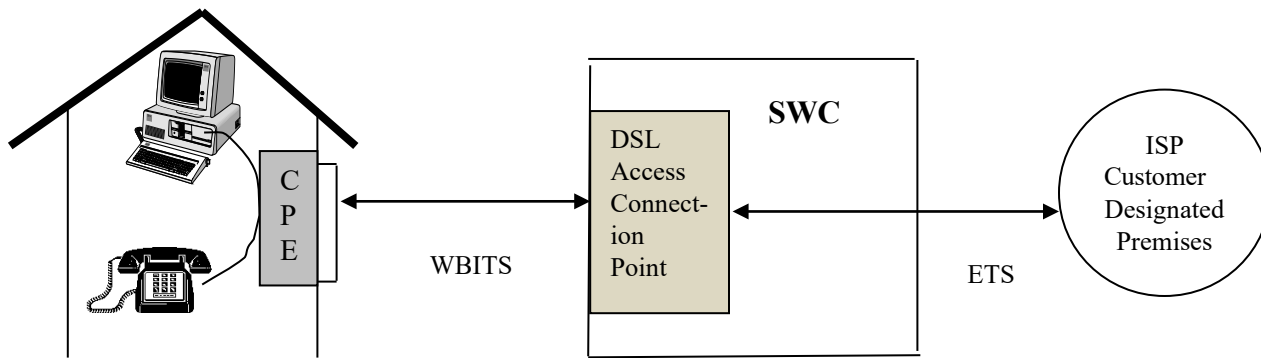 C
P
E
WBITS
DSL
Access
Connect-
ion
Point
SWC
ETS
ISP
Customer
Designated
Premises